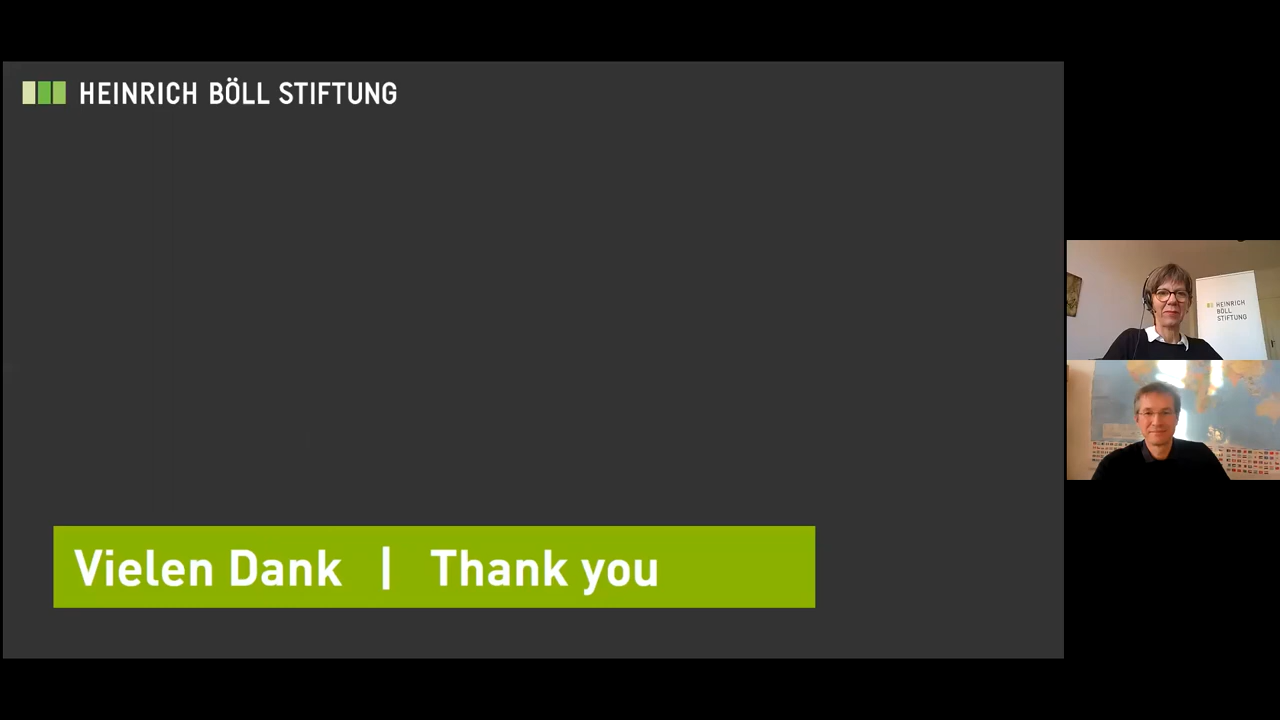 HEINRICH BÖLL STIFTUNG
HEINRICH
BÖLL
STIFTUNG
Vielen Dank | Thank you